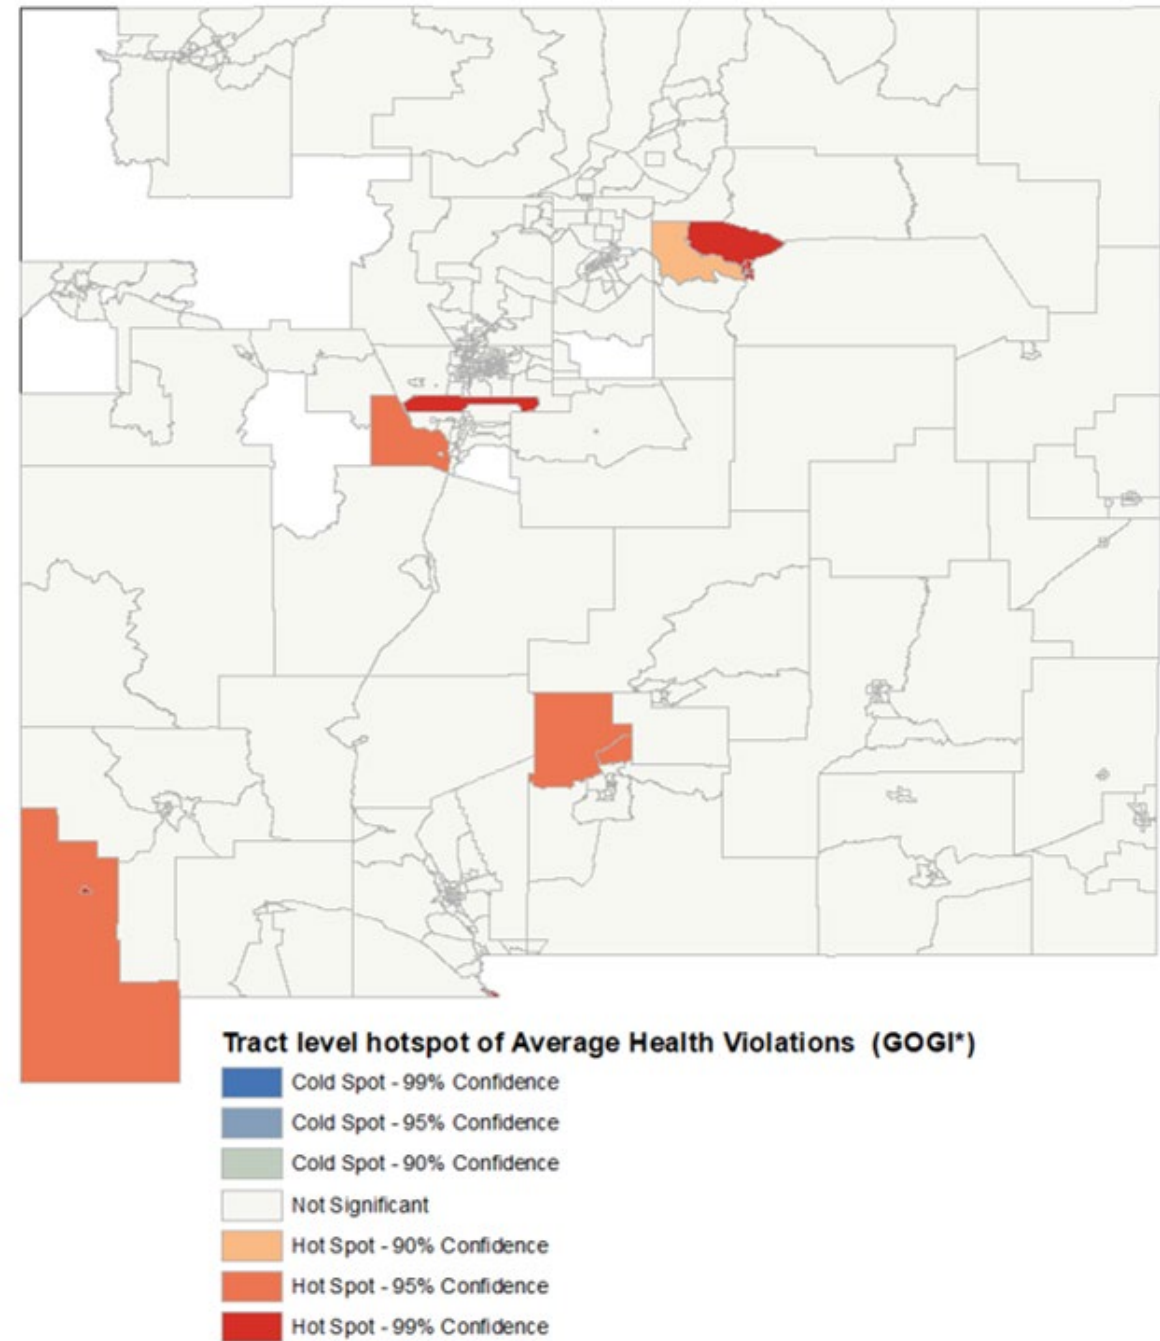 Tract level hotspot of Average Health Violations (GOGI*)
Cold Spot - 99% Confidence
Cold Spot - 95% Confidence
Cold Spot - 90% Confidence
Not Significant
Hot Spot - 90% Confidence
Hot Spot - 95% Confidence
Hot Spot - 99% Confidence